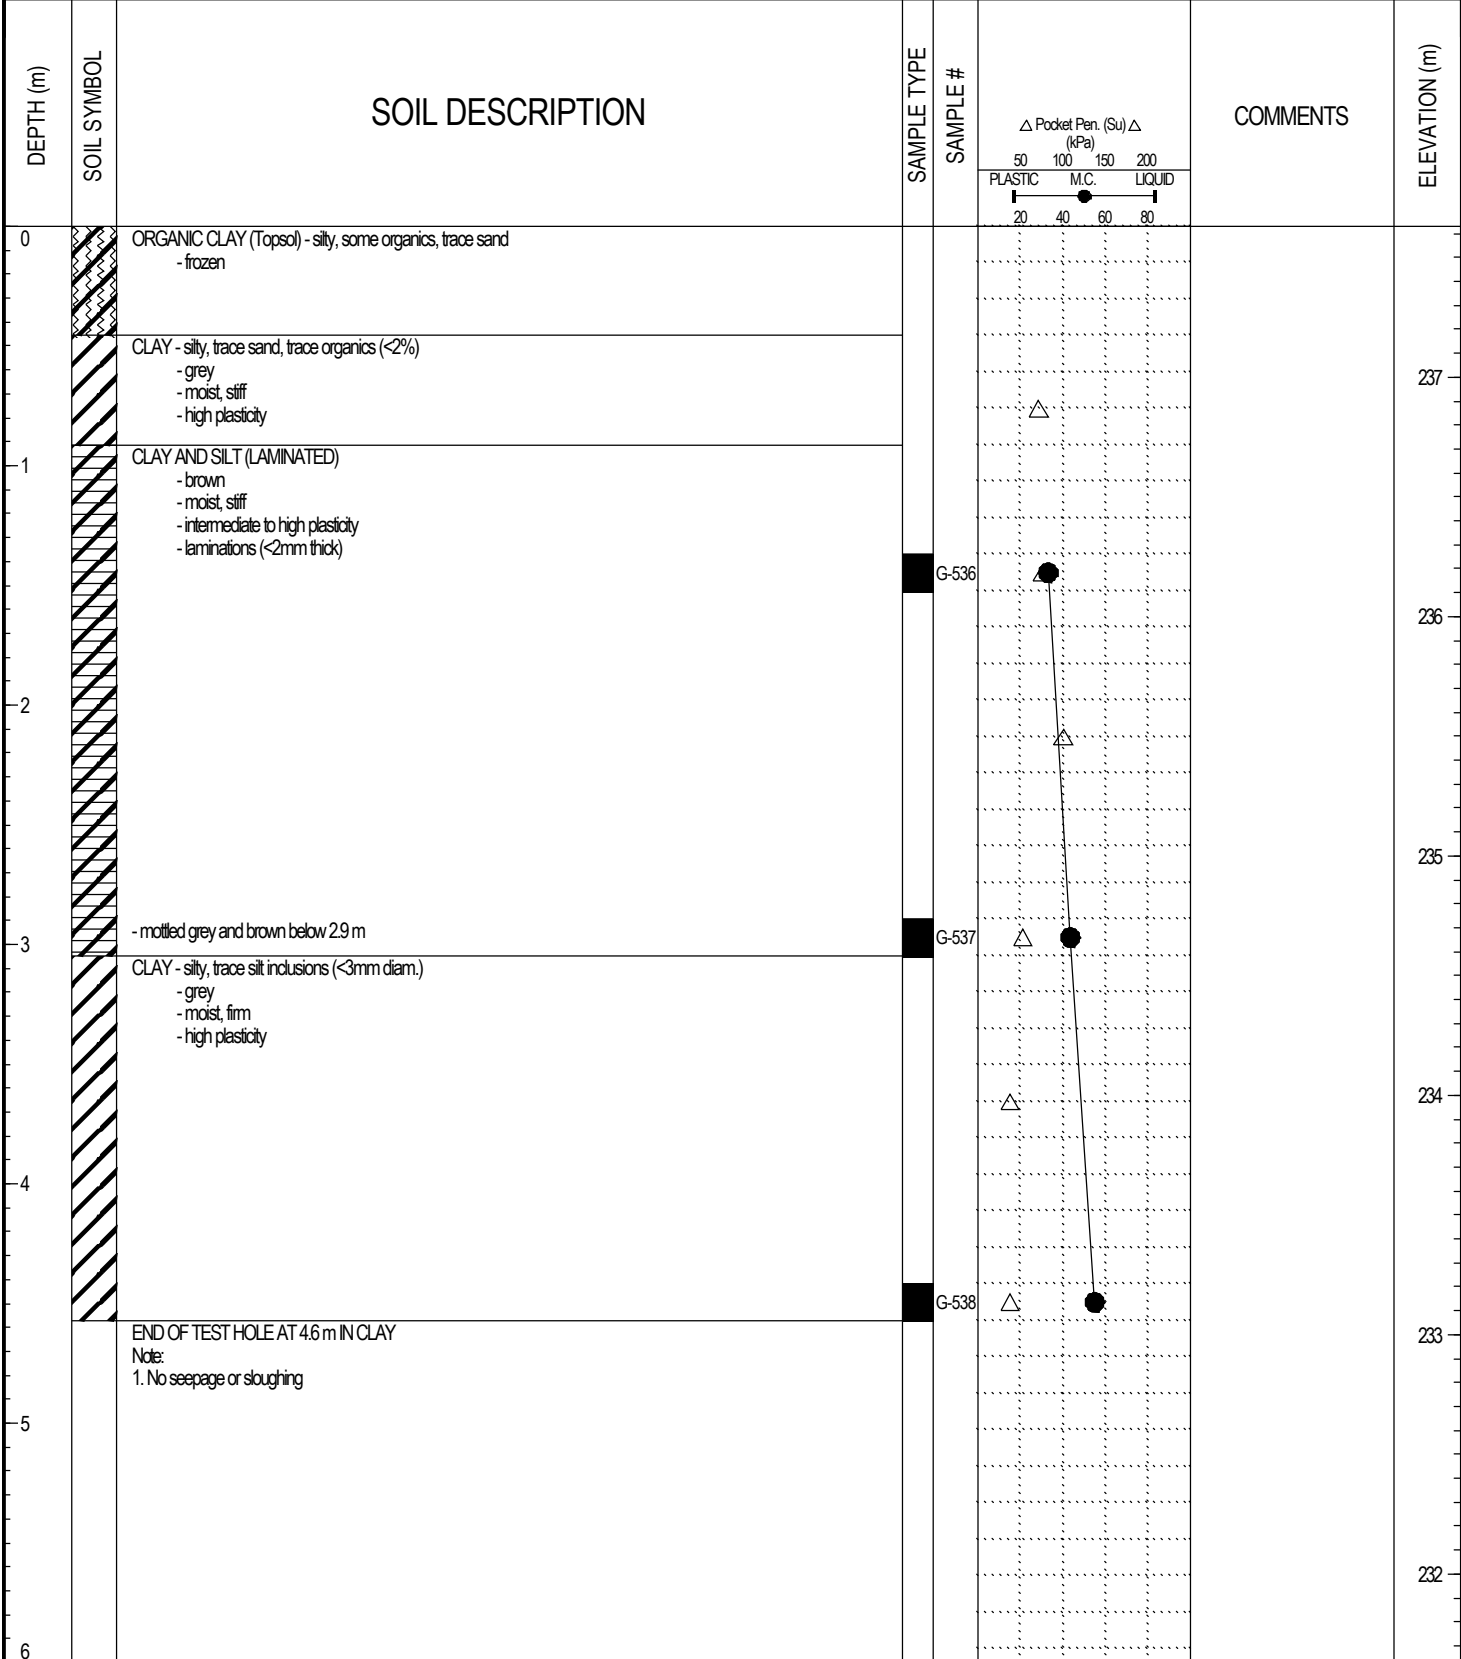 DEPTH (m)
SOIL SYMBOL
SOIL DESCRIPTION
SAMPLE TYPE
SAMPLE #
△ Pocket Pen. (Su) △
(kPa)
50 100 150 200
PLASTIC M.C. LIQUID
20 40 60 80
COMMENTS
ELEVATION (m)
0
ORGANIC CLAY (Topsol) - silty, some organics, trace sand
- frozen
CLAY - silty, trace sand, trace organics (<2%)
- grey
237
- moist, stiff
- high plasticity
CLAY AND SILT (LAMINATED)
1
- brown
- moist, stiff
- intermediate to high plasticity
- laminations (<2mm thick)
G-536
236
2
235
- mottled grey and brown below 2.9 m
G-537
3
CLAY - silty, trace silt inclusions (<3mm diam.)
- grey
- moist, firm
- high plasticity
234
4
G-538
END OF TEST HOLE AT 4.6 m IN CLAY
233
Note:
1. No seepage or sloughing
5
232
6